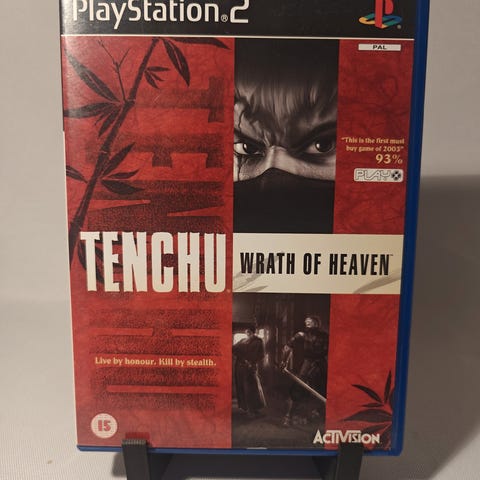 PlayStation®2
PAL
"This is the first must
buy game of 2003"
93%
PLAY
TENCHU
WRATH OF HEAVEN™
Live by honour. Kill by stealth.
15
ACTIVISION